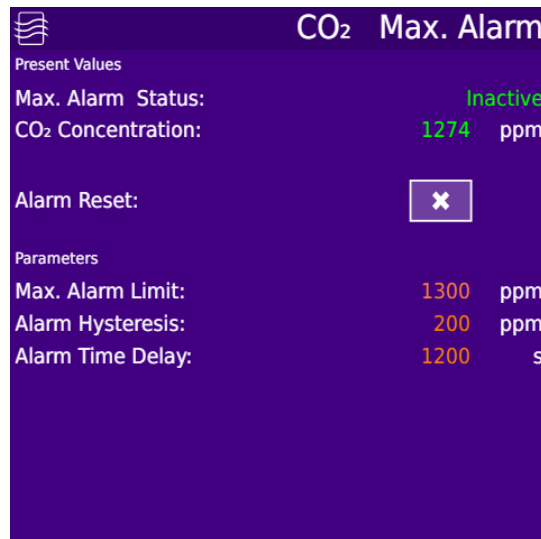 CO₂ Max. Alarm
Present Values
Max. Alarm Status: Inactive
CO₂ Concentration: 1274 ppm
Alarm Reset:
Parameters
Max. Alarm Limit: 1300 ppm
Alarm Hysteresis: 200 ppm
Alarm Time Delay: 1200 s